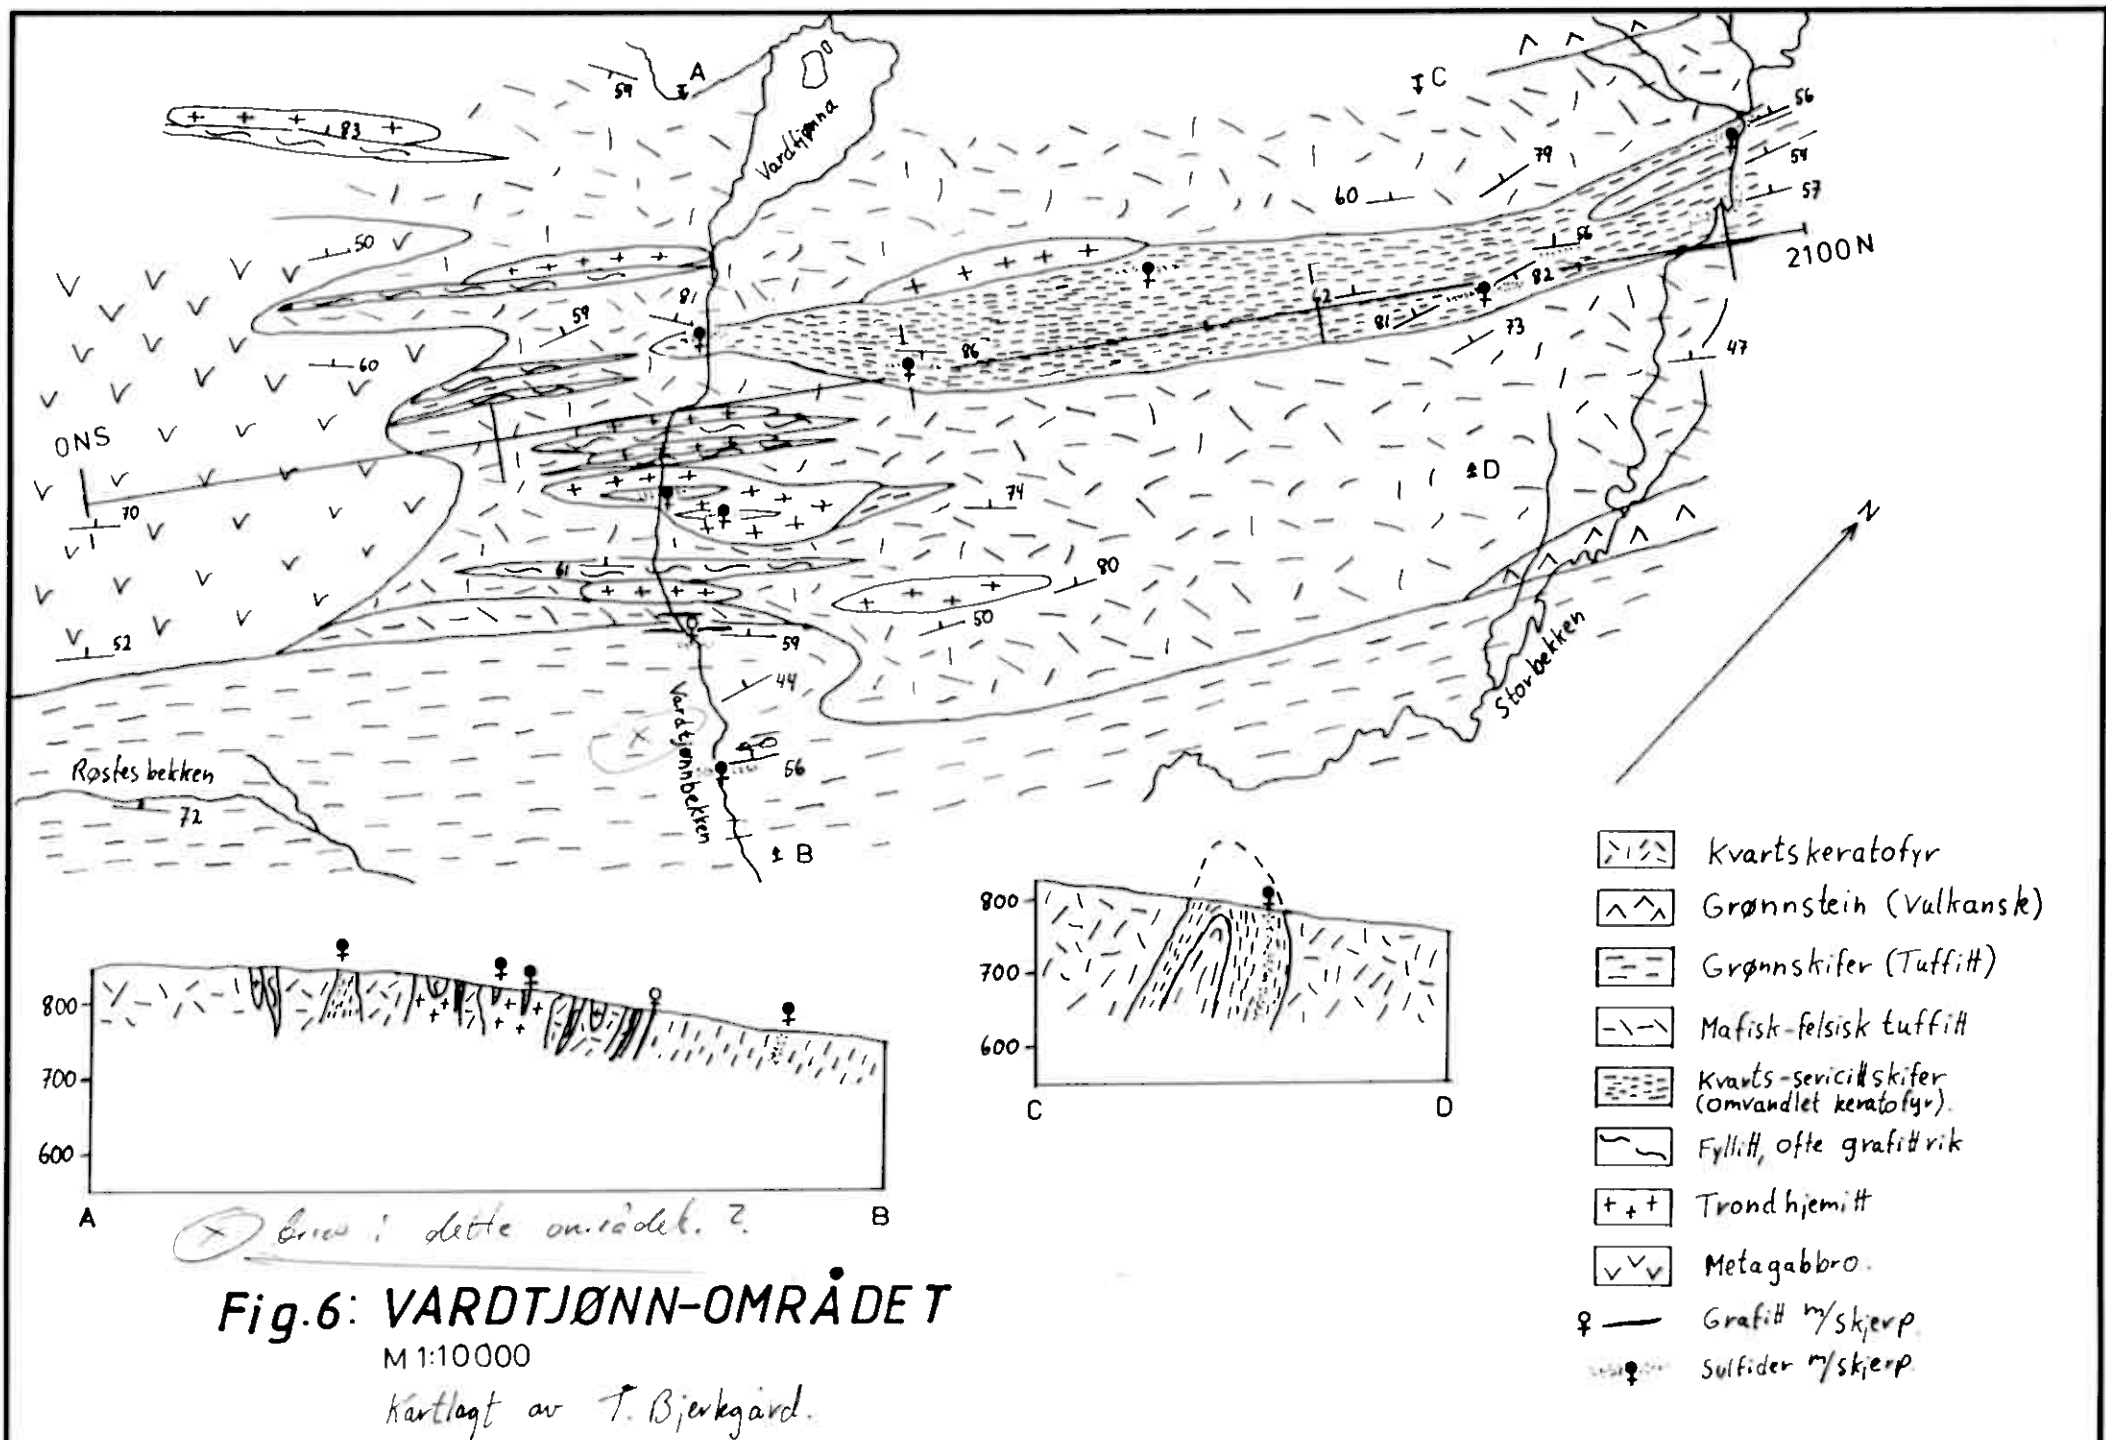 59
A
C
Vardtjønna
56
83
79
54
60
57
50
56
2100 N
82
81
62
59
81
73
86
47
60
ONS
D
74
70
61
80
50
52
59
44
Vardtjønnbekken
Storbekken
N
Røstesbekken
56
72
B
Kvartskeratofyr
Grønnstein (Vulkansk)
Grønnskifer (Tuffitt)
Mafisk-felsisk tuffitt
Kvarts-sericittskifer
(omvandlet keratofyr).
Fyllitt, ofte grafittrik
Trondhjemitt
Metagabbro.
Grafitt m/skjerp.
Sulfider m/skjerp.
800
700
600
A
B
800
700
600
C
D
i dette området. ?
Fig.6: VARDTJØNN-OMRÅDET
M 1:10000
Kartlagt av T. Bjerkgård.